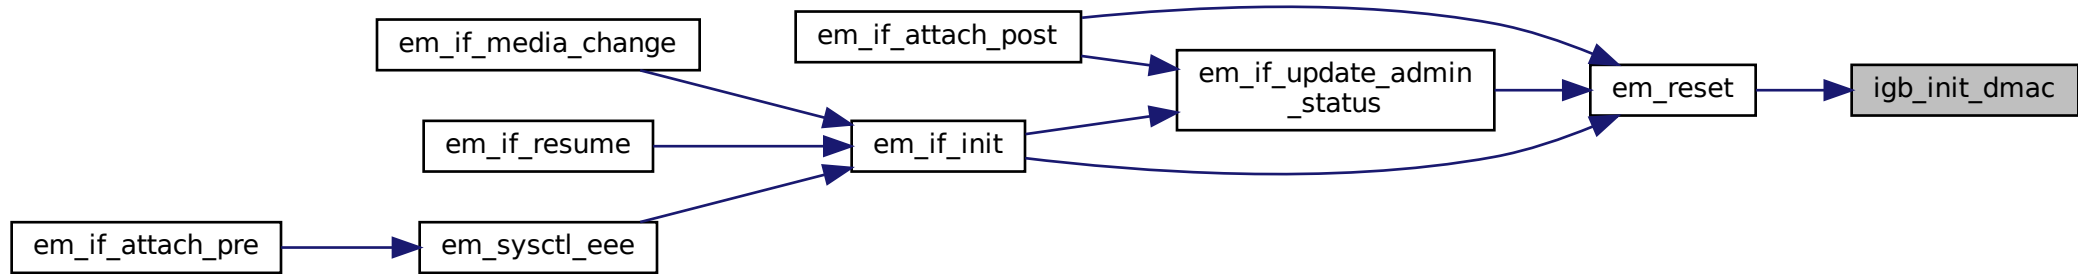 em_if_media_change
em_if_attach_post
em_if_update_admin
_status
em_reset
igb_init_dmac
em_if_resume
em_if_init
em_if_attach_pre
em_sysctl_eee